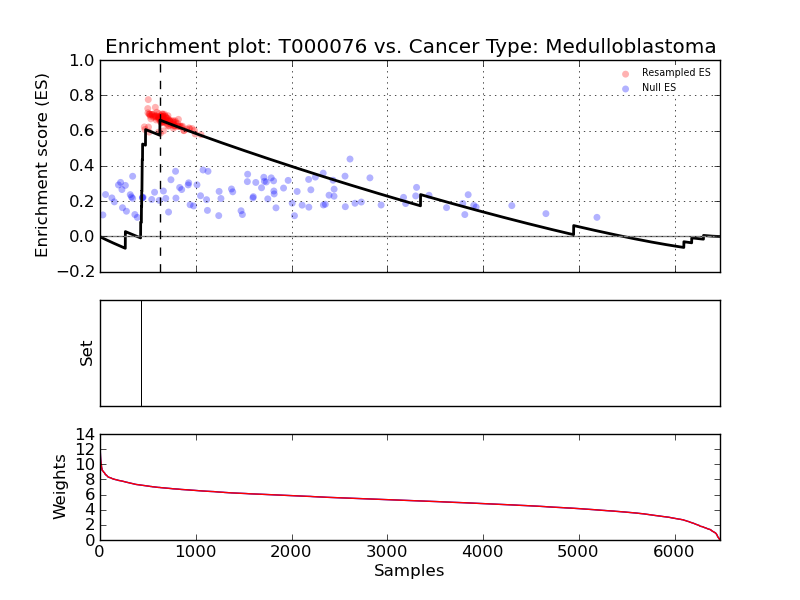 Enrichment plot: T000076 vs. Cancer Type: Medulloblastoma
Enrichment score (ES)
1.0
0.8
0.6
0.4
0.2
0.0
−0.2
Resampled ES
Null ES
Set
Weights
14
12
10
8
6
4
2
0
0 1000 2000 3000 4000 5000 6000
Samples